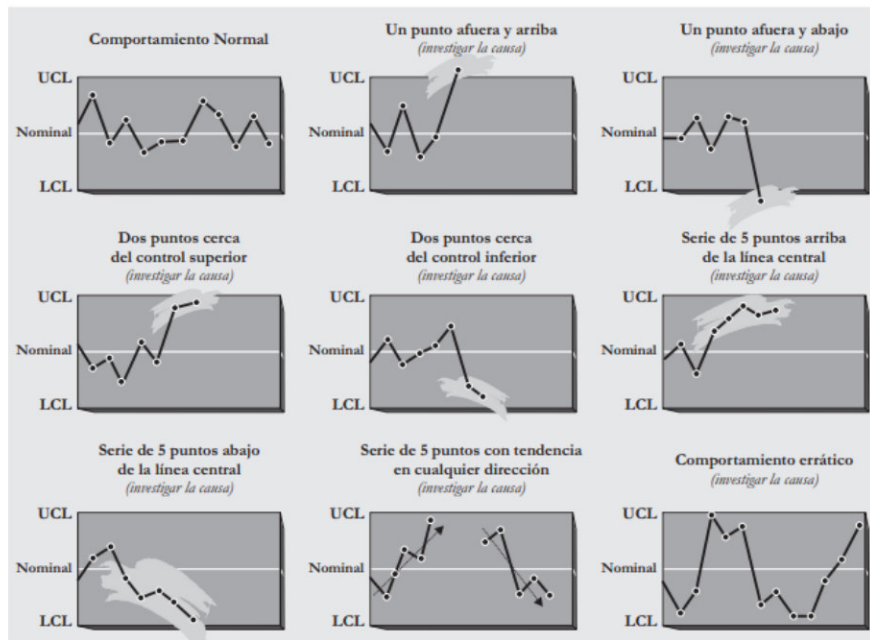 Comportamiento Normal
UCL
Nominal
LCL
Un punto afuera y arriba
(investigar la causa)
UCL
Nominal
LCL
Un punto afuera y abajo
(investigar la causa)
UCL
Nominal
LCL
Dos puntos cerca
del control superior
(investigar la causa)
UCL
Nominal
LCL
Dos puntos cerca
del control inferior
(investigar la causa)
UCL
Nominal
LCL
Serie de 5 puntos arriba
de la línea central
(investigar la causa)
UCL
Nominal
LCL
Serie de 5 puntos abajo
de la línea central
(investigar la causa)
UCL
Nominal
LCL
Serie de 5 puntos con tendencia
en cualquier dirección
(investigar la causa)
UCL
Nominal
LCL
Comportamiento errático
(investigar la causa)
UCL
Nominal
LCL